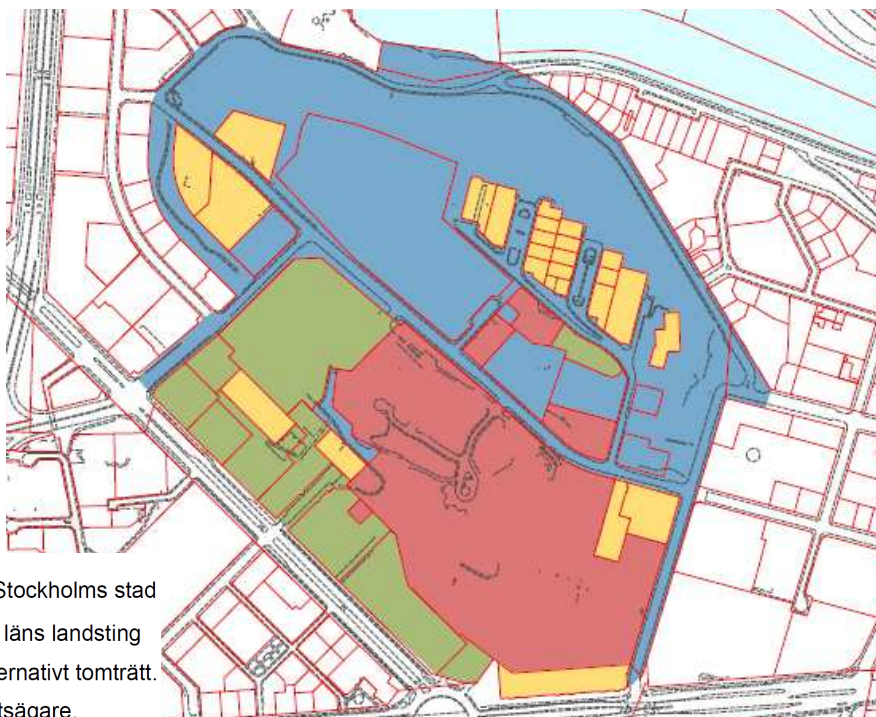 Stockholms stad
läns landsting
ernativt tomträtt.
tsägare.